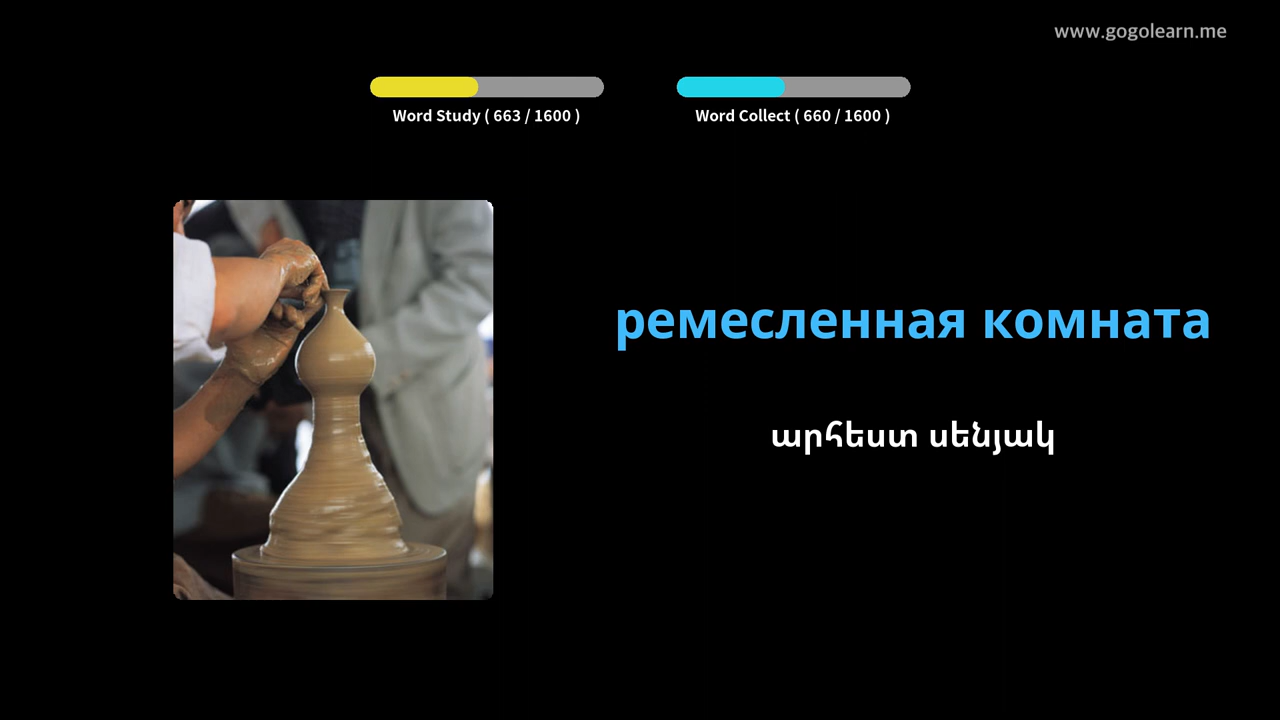 www.gogolearn.me
Word Study ( 663 / 1600 )
Word Collect ( 660 / 1600 )
ремесленная комната
արհեստ սենյակ